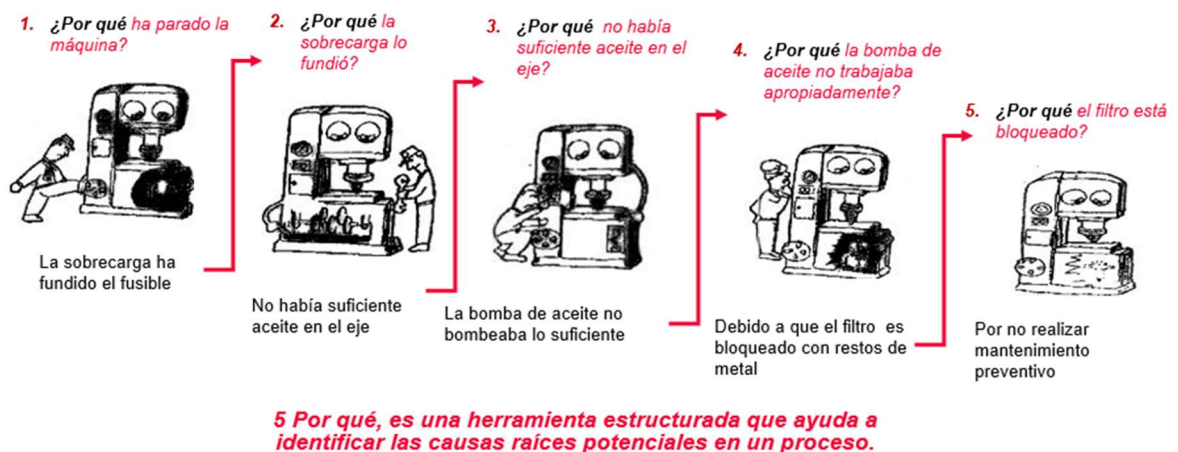 1. ¿Por qué ha parado la
máquina?
La sobrecarga ha
fundido el fusible
2. ¿Por qué la
sobrecarga lo
fundió?
No había suficiente
aceite en el eje
3. ¿Por qué no había
suficiente aceite en el
eje?
La bomba de aceite no
bombeaba lo suficiente
4. ¿Por qué la bomba de
aceite no trabajaba
apropiadamente?
Debido a que el filtro es
bloqueado con restos de
metal
5. ¿Por qué el filtro está
bloqueado?
Por no realizar
mantenimiento
preventivo
5 Por qué, es una herramienta estructurada que ayuda a
identificar las causas raíces potenciales en un proceso.